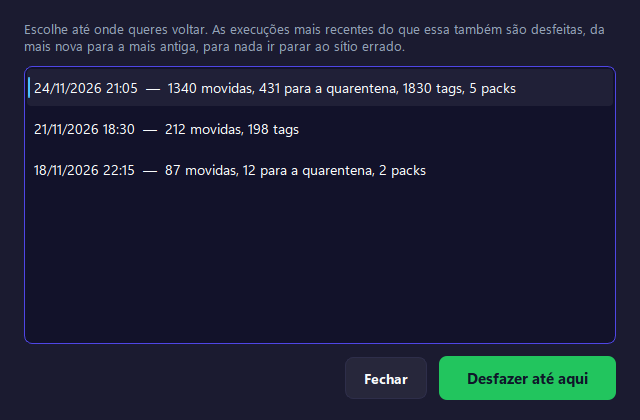 Escolhe até onde queres voltar. As execuções mais recentes do que essa também são desfeitas, da
mais nova para a mais antiga, para nada ir parar ao sítio errado.
24/11/2026 21:05 — 1340 movidas, 431 para a quarentena, 1830 tags, 5 packs
21/11/2026 18:30 — 212 movidas, 198 tags
18/11/2026 22:15 — 87 movidas, 12 para a quarentena, 2 packs
Fechar
Desfazer até aqui